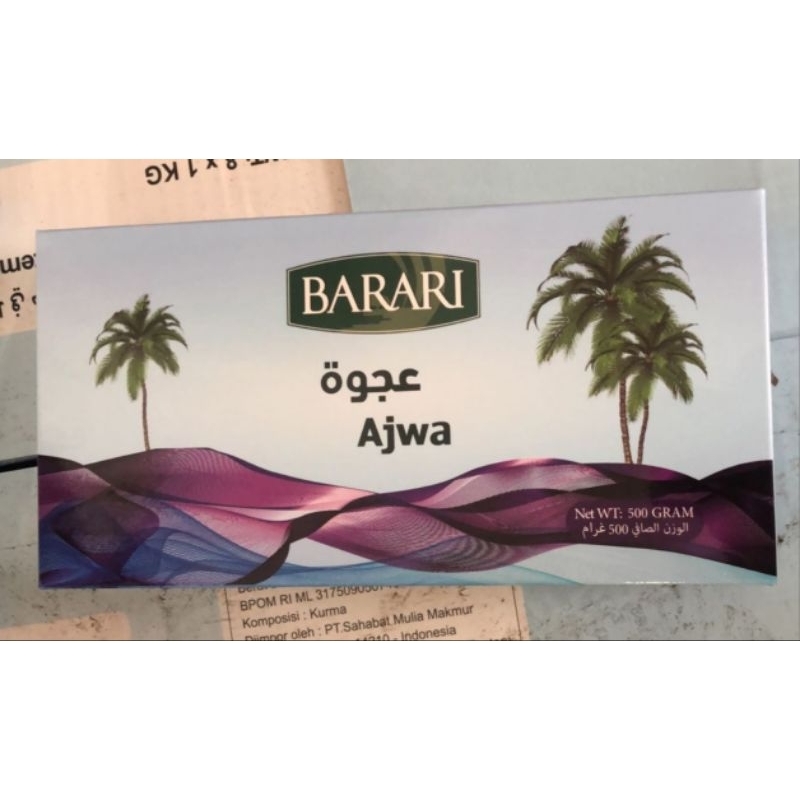 8 x 1 KG
BARARI
عجوة
Ajwa
Net WT: 500 GRAM
الوزن الصافي 500 غرام
BPOM RI ML
Komposisi : Kurma
Diimpor oleh : PT.Sahabat Mulia Makmur
- Indonesia